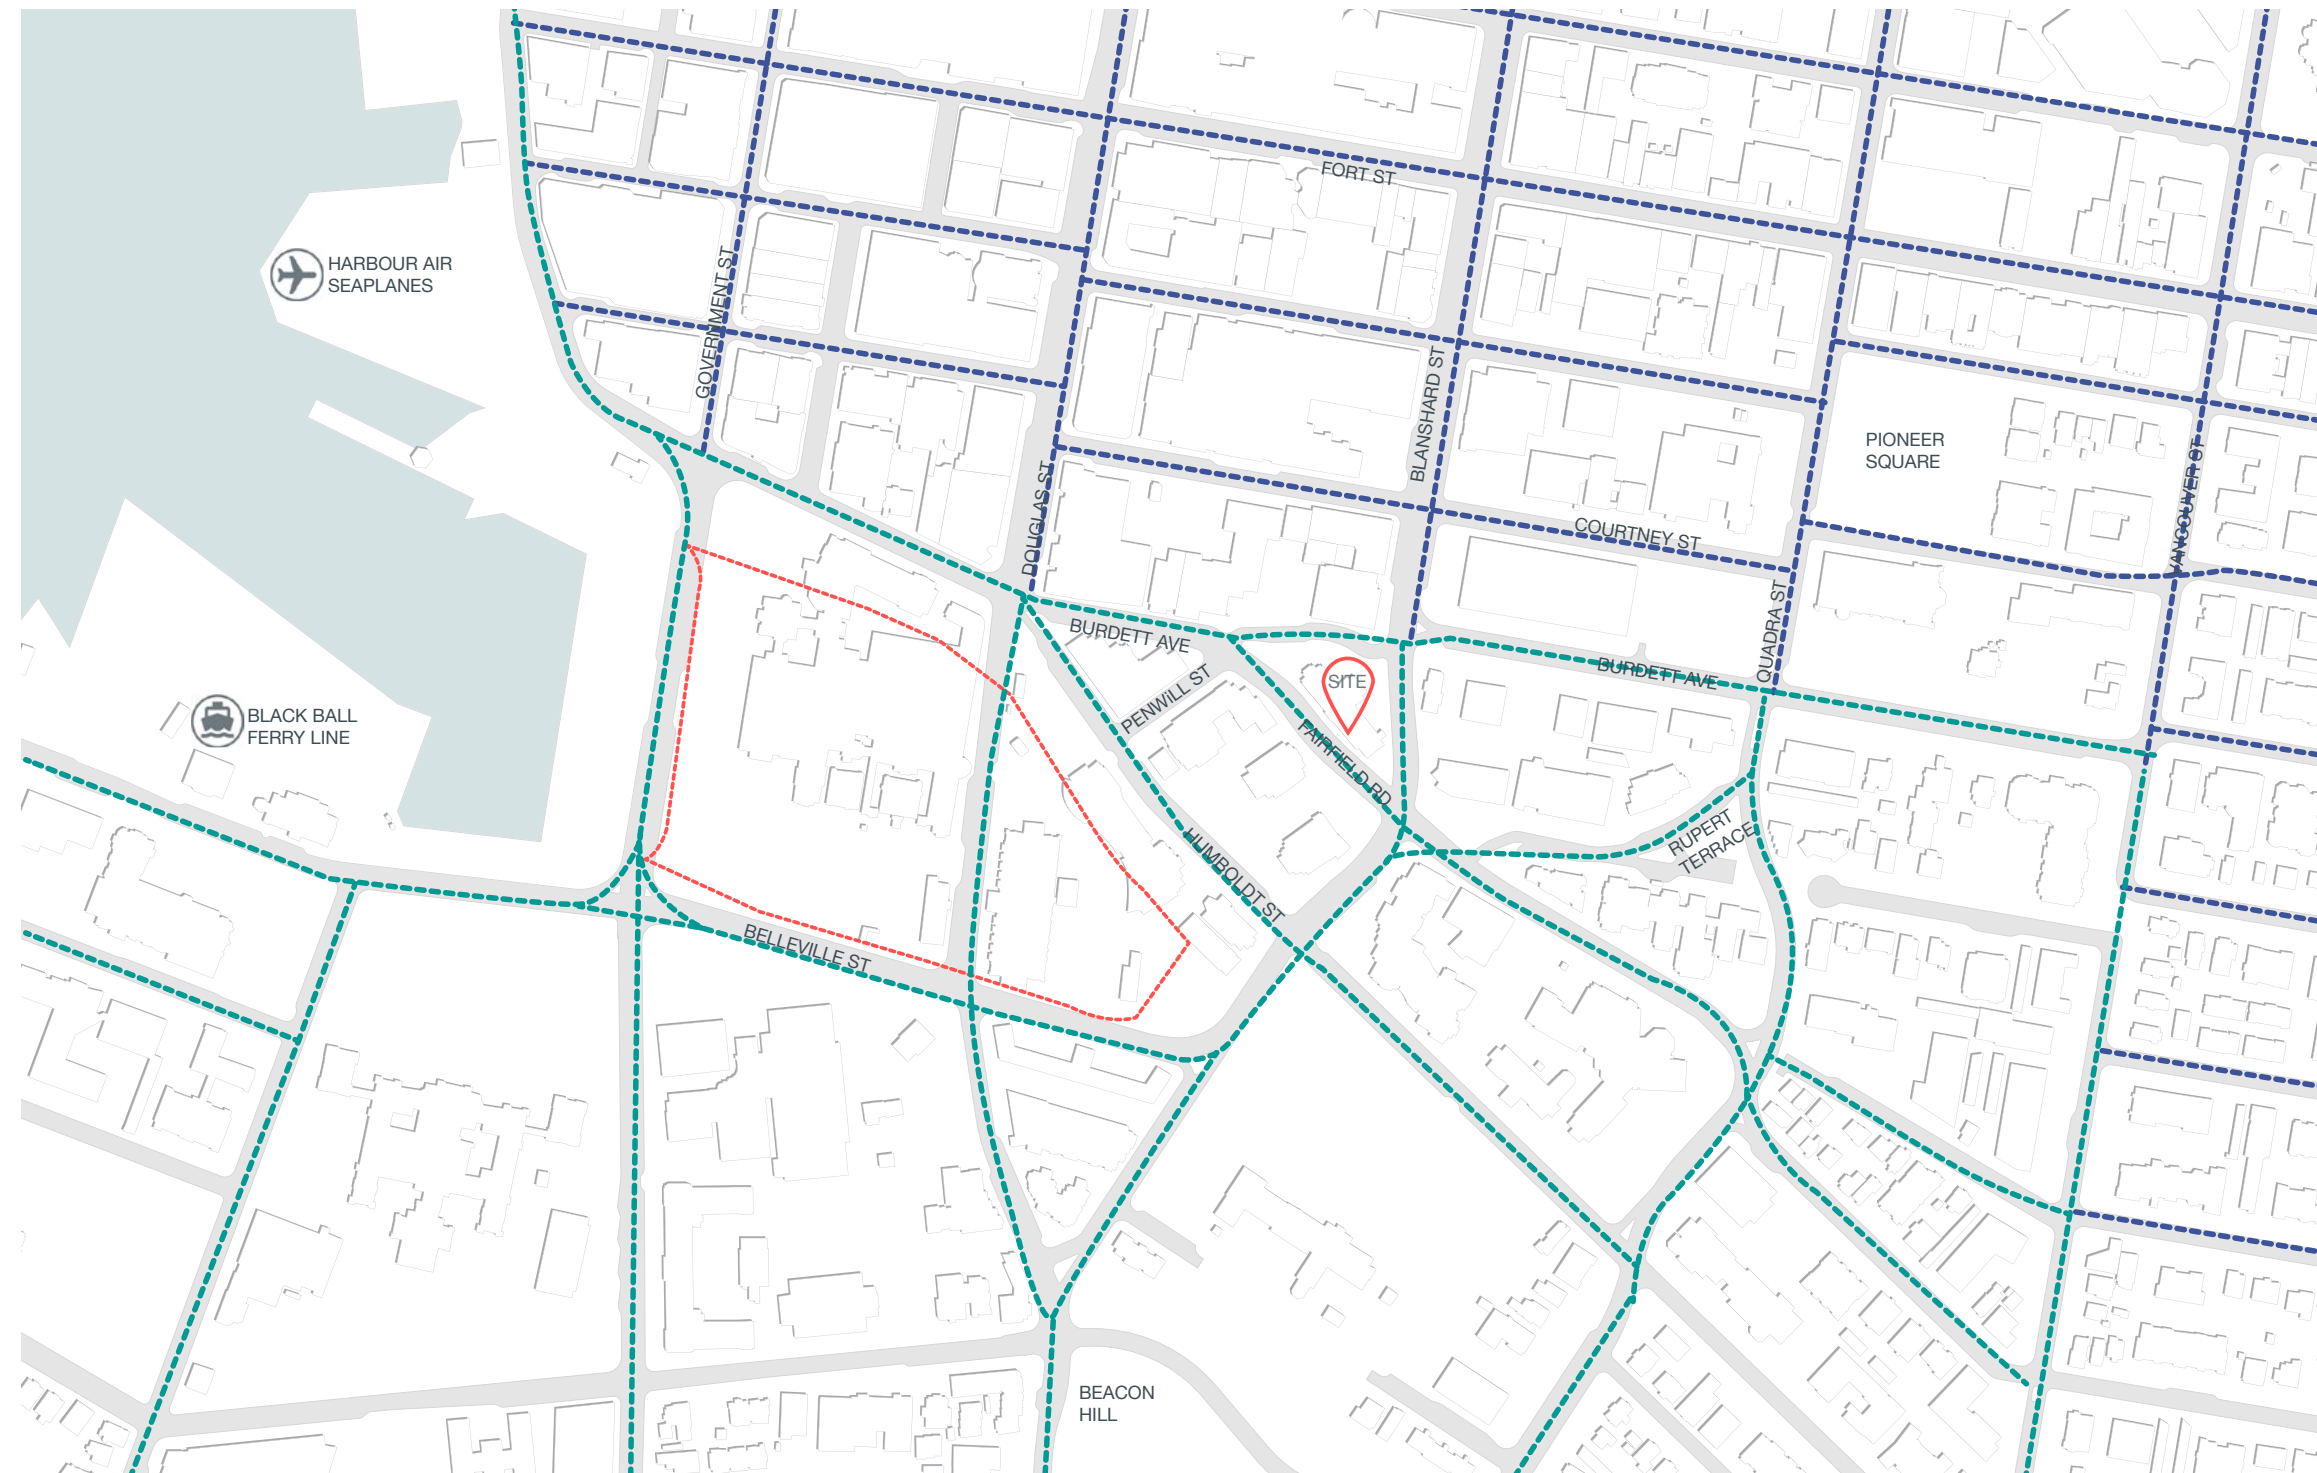 FORT ST
HARBOUR AIR
SEAPLANES
GOVERNMENT ST
BLANSHARD ST
PIONEER
SQUARE
VANCOUVER ST
DOUGLAS ST
COURTNEY ST
QUADRA ST
BURDETT AVE
BURDETT AVE
SITE
PENWiLL ST
BLACK BALL
FERRY LINE
FAIRFIELD RD
RUPERT
TERRACE
HUMBOLDT ST
BELLEVILLE ST
BEACON
HILL